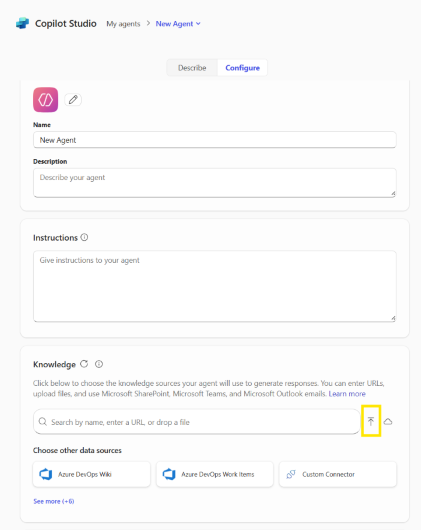 Copilot Studio My agents > New Agent
Describe Configure
Name
New Agent
Description
Describe your agent
Instructions
Give instructions to your agent
Knowledge
Click below to choose the knowledge sources your agent will use to generate responses. You can enter URLs,
upload files, and use Microsoft SharePoint, Microsoft Teams, and Microsoft Outlook emails. Learn more
Search by name, enter a URL, or drop a file
Choose other data sources
Azure DevOps Wiki Azure DevOps Work Items Custom Connector
See more (+6)